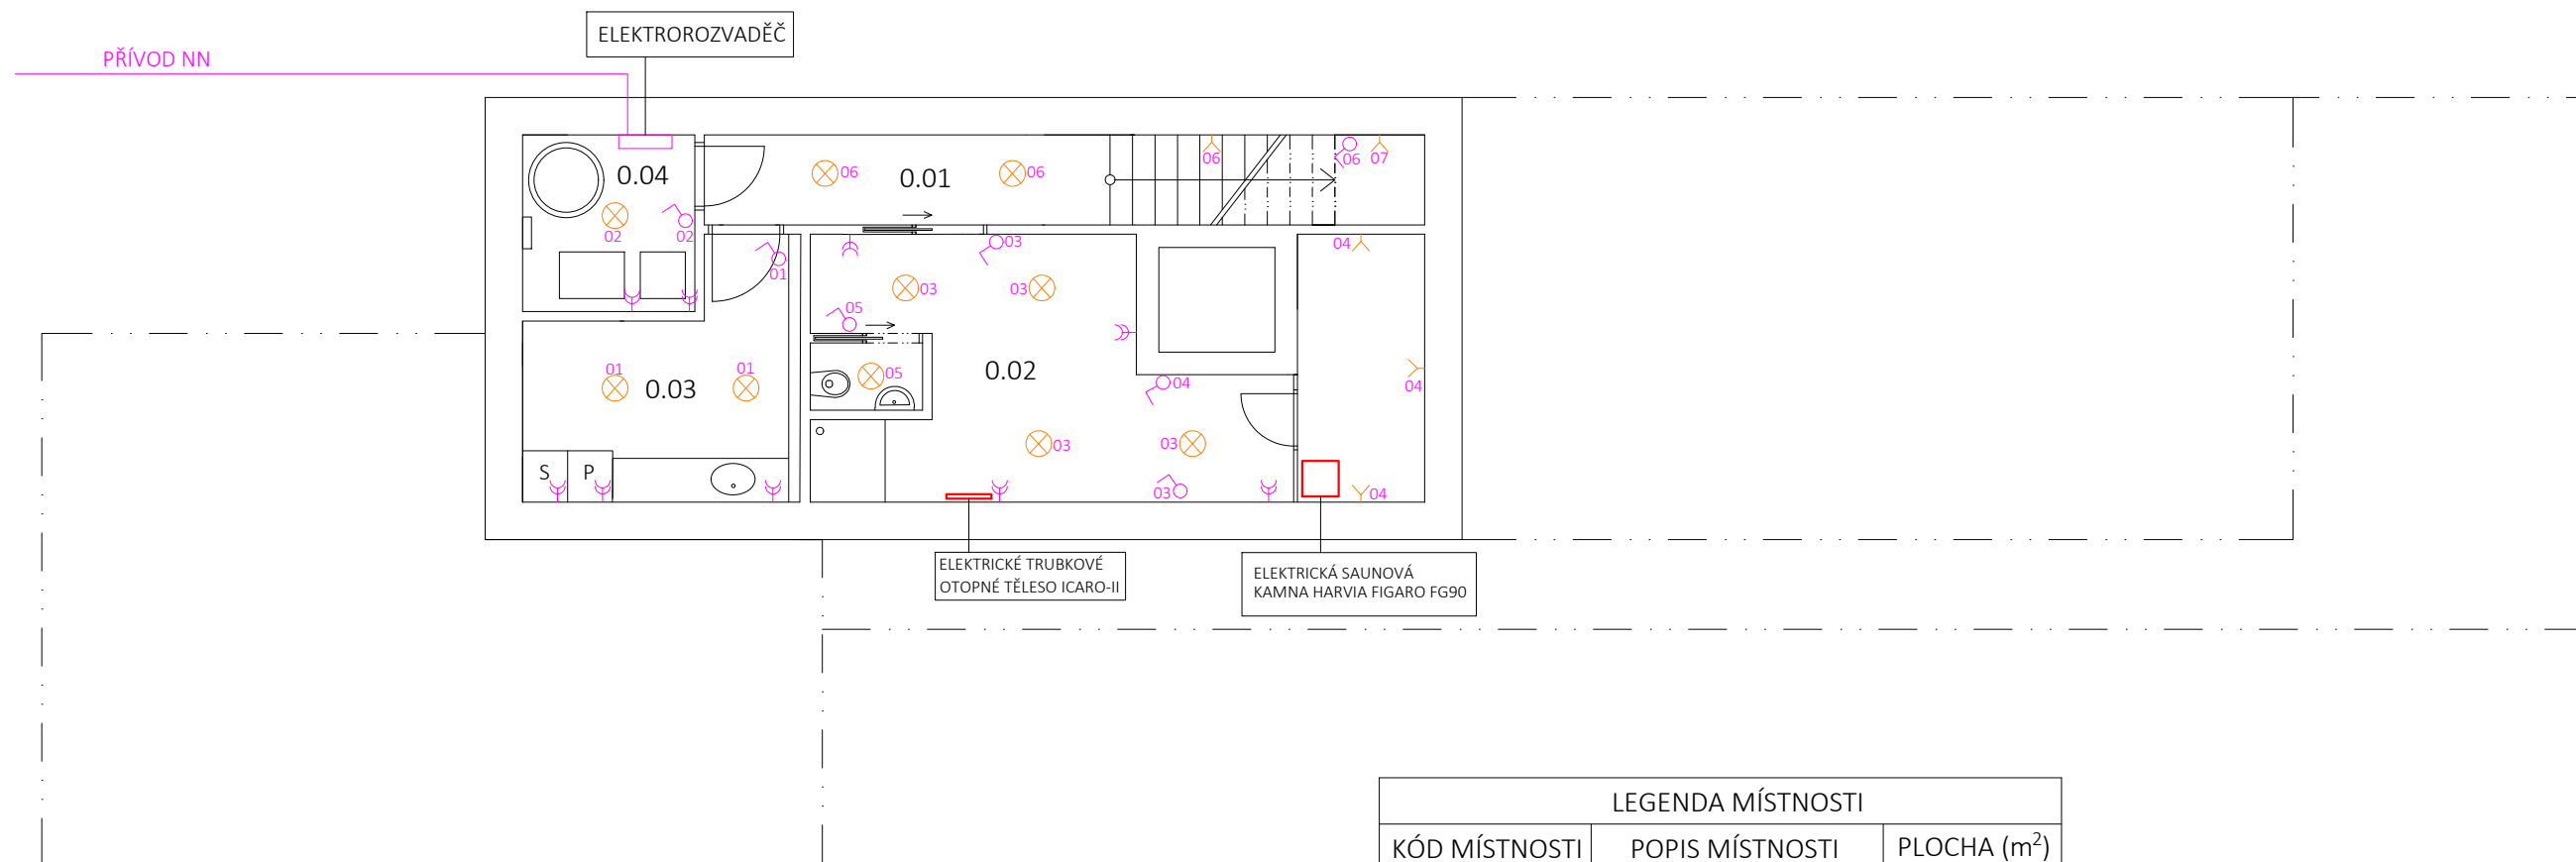 ELEKTROROZVADĚČ
PŘÍVOD NN
0.04
06
0.01
06
06
06
07
02
02
01
03
04
03
03
05
01
01
0.03
05
0.02
04
04
03
03
S
P
03
04
ELEKTRICKÉ TRUBKOVÉ
OTOPNÉ TĚLESO ICARO-II
ELEKTRICKÁ SAUNOVÁ
KAMNA HARVIA FIGARO FG90
LEGENDA MÍSTNOSTI
KÓD MÍSTNOSTI POPIS MÍSTNOSTI PLOCHA (m²)